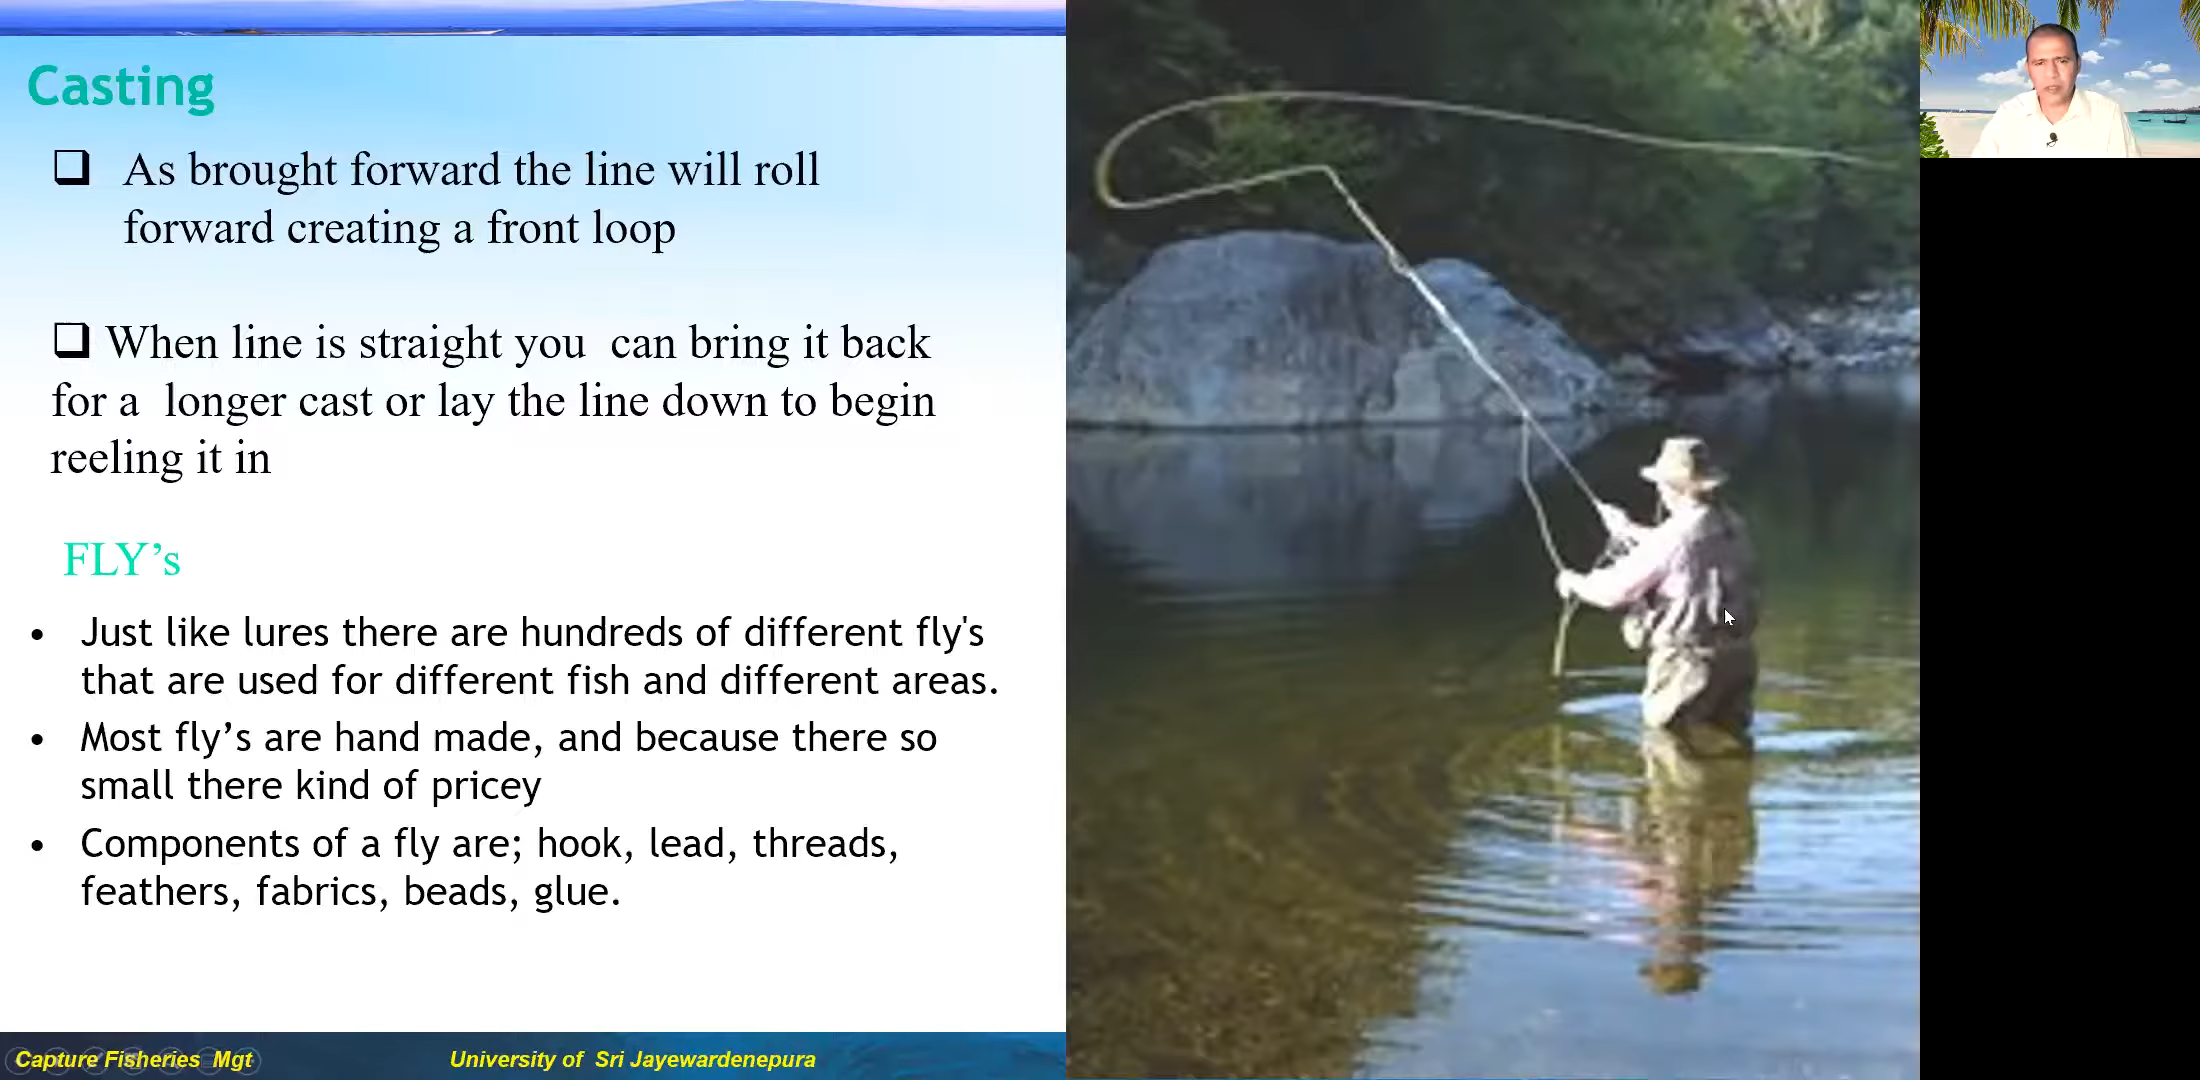 Casting
❑ As brought forward the line will roll
forward creating a front loop
❑ When line is straight you can bring it back
for a longer cast or lay the line down to begin
reeling it in
FLY’s
• Just like lures there are hundreds of different fly's
that are used for different fish and different areas.
• Most fly’s are hand made, and because there so
small there kind of pricey
• Components of a fly are; hook, lead, threads,
feathers, fabrics, beads, glue.
Capture Fisheries Mgt
University of Sri Jayewardenepura